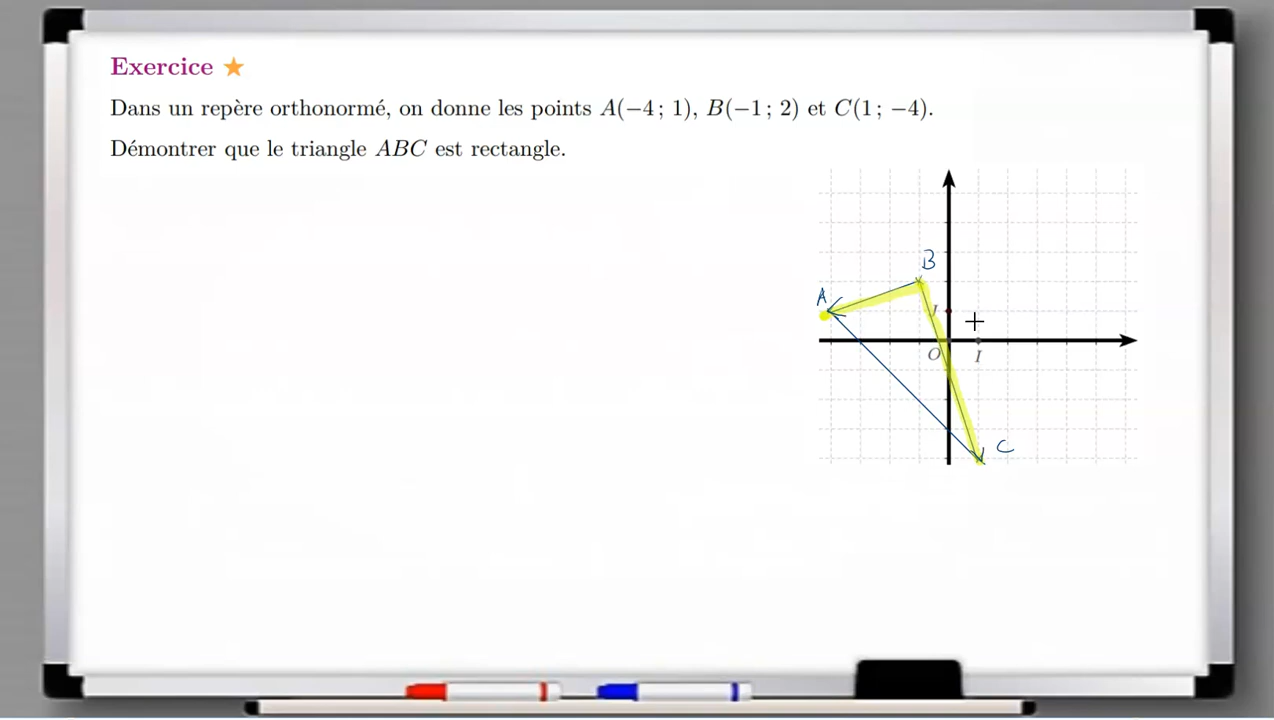 Exercice
Dans un repère orthonormé, on donne les points A(−4 ; 1), B(−1 ; 2) et C(1 ; −4).
Démontrer que le triangle ABC est rectangle.
B
A
J
O
I
C